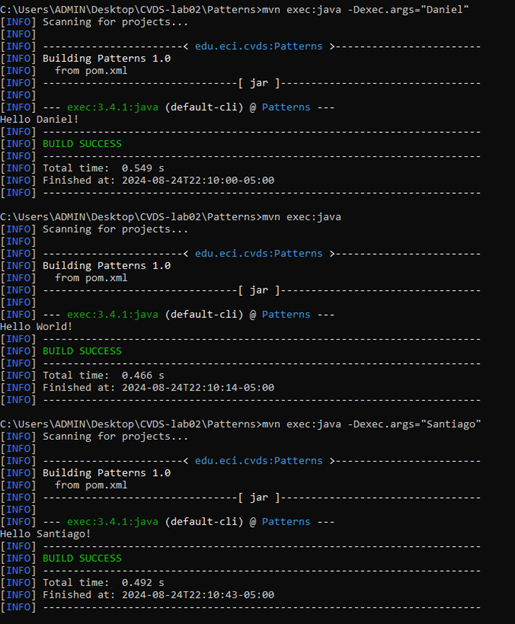 C:\Users\ADMIN\Desktop\CVDS-lab02\Patterns>mvn exec:java -Dexec.args="Daniel"
[INFO] Scanning for projects...
[INFO]
[INFO] -----------------------< edu.eci.cvds:Patterns >------------------------
[INFO] Building Patterns 1.0
[INFO]   from pom.xml
[INFO] --------------------------------[ jar ]---------------------------------
[INFO]
[INFO] --- exec:3.4.1:java (default-cli) @ Patterns ---
Hello Daniel!
[INFO] ------------------------------------------------------------------------
[INFO] BUILD SUCCESS
[INFO] ------------------------------------------------------------------------
[INFO] Total time:  0.549 s
[INFO] Finished at: 2024-08-24T22:10:00-05:00
[INFO] ------------------------------------------------------------------------
C:\Users\ADMIN\Desktop\CVDS-lab02\Patterns>mvn exec:java
[INFO] Scanning for projects...
[INFO]
[INFO] -----------------------< edu.eci.cvds:Patterns >------------------------
[INFO] Building Patterns 1.0
[INFO]   from pom.xml
[INFO] --------------------------------[ jar ]---------------------------------
[INFO]
[INFO] --- exec:3.4.1:java (default-cli) @ Patterns ---
Hello World!
[INFO] ------------------------------------------------------------------------
[INFO] BUILD SUCCESS
[INFO] ------------------------------------------------------------------------
[INFO] Total time:  0.466 s
[INFO] Finished at: 2024-08-24T22:10:14-05:00
[INFO] ------------------------------------------------------------------------
C:\Users\ADMIN\Desktop\CVDS-lab02\Patterns>mvn exec:java -Dexec.args="Santiago"
[INFO] Scanning for projects...
[INFO]
[INFO] -----------------------< edu.eci.cvds:Patterns >------------------------
[INFO] Building Patterns 1.0
[INFO]   from pom.xml
[INFO] --------------------------------[ jar ]---------------------------------
[INFO]
[INFO] --- exec:3.4.1:java (default-cli) @ Patterns ---
Hello Santiago!
[INFO] ------------------------------------------------------------------------
[INFO] BUILD SUCCESS
[INFO] ------------------------------------------------------------------------
[INFO] Total time:  0.492 s
[INFO] Finished at: 2024-08-24T22:10:43-05:00
[INFO] ------------------------------------------------------------------------